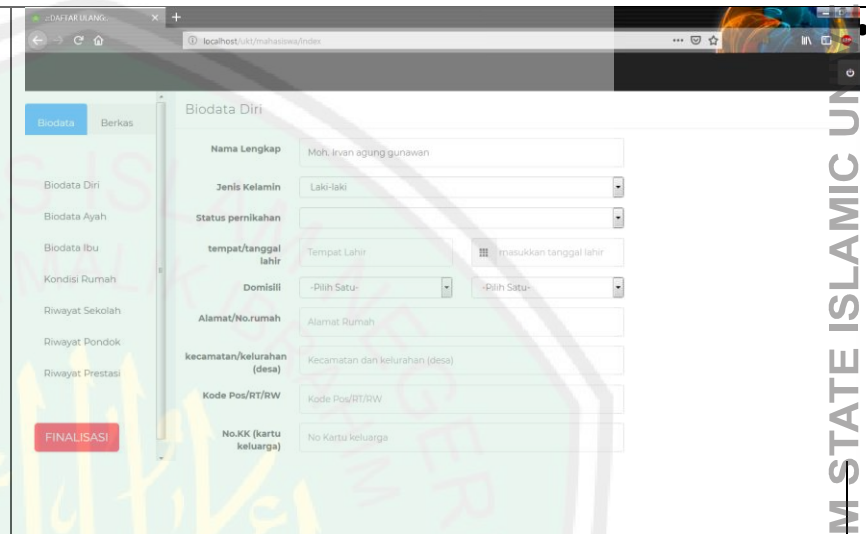 ::DAFTAR ULANG::
localhost/ukt/mahasiswa/index
Biodata Berkas
Biodata Diri
Biodata Ayah
Biodata Ibu
Kondisi Rumah
Riwayat Sekolah
Riwayat Pondok
Riwayat Prestasi
FINALISASI
Biodata Diri
Nama Lengkap Moh. Irvan agung gunawan
Jenis Kelamin Laki-laki
Status pernikahan
tempat/tanggal lahir Tempat Lahir masukkan tanggal lahir
Domisili -Pilih Satu- -Pilih Satu-
Alamat/No.rumah Alamat Rumah
kecamatan/kelurahan (desa) Kecamatan dan kelurahan (desa)
Kode Pos/RT/RW Kode Pos/RT/RW
No.KK (kartu keluarga) No Kartu keluarga
M STATE ISLAMIC UN